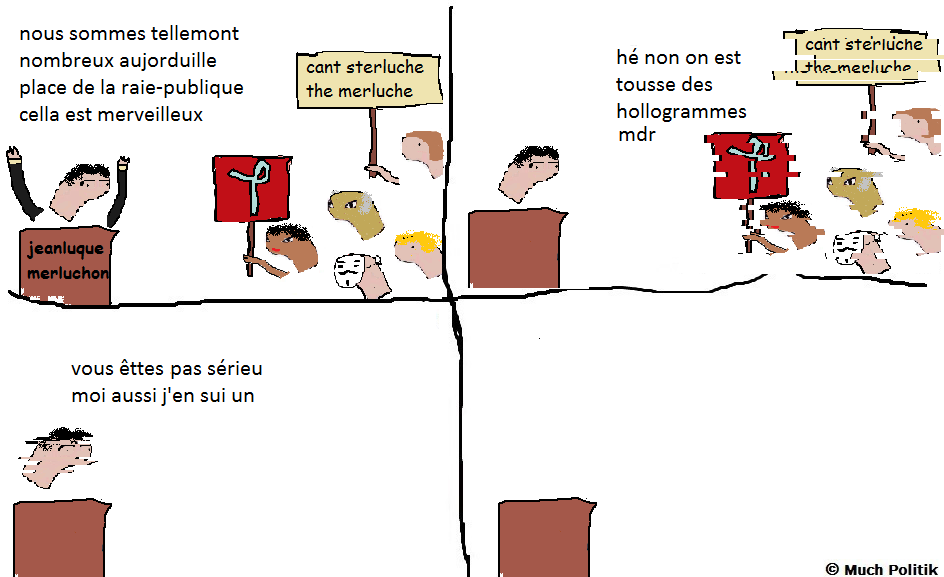 nous sommes tellemont
nombreux aujorduille
place de la raie-publique
cella est merveilleux
cant sterluche
the merluche
jeanluque
merluchon
hé non on est
tousse des
hollogrammes
mdr
cant sterluche
the merluche
vous êttes pas sérieu
moi aussi j'en sui un
© Much Politik